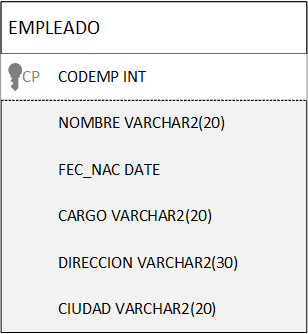 EMPLEADO
CP CODEMP INT
NOMBRE VARCHAR2(20)
FEC_NAC DATE
CARGO VARCHAR2(20)
DIRECCION VARCHAR2(30)
CIUDAD VARCHAR2(20)